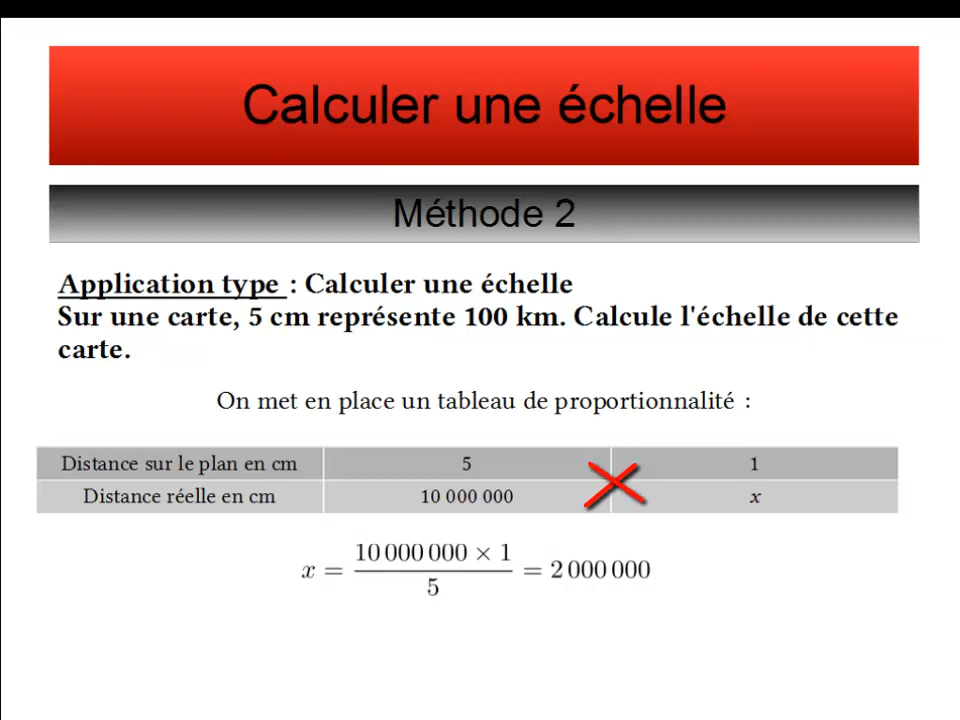 Calculer une échelle
Méthode 2
Application type : Calculer une échelle
Sur une carte, 5 cm représente 100 km. Calcule l'échelle de cette
carte.
On met en place un tableau de proportionnalité :
Distance sur le plan en cm 5 1
Distance réelle en cm 10 000 000 x
x = \frac{10 000 000 × 1}{5} = 2 000 000